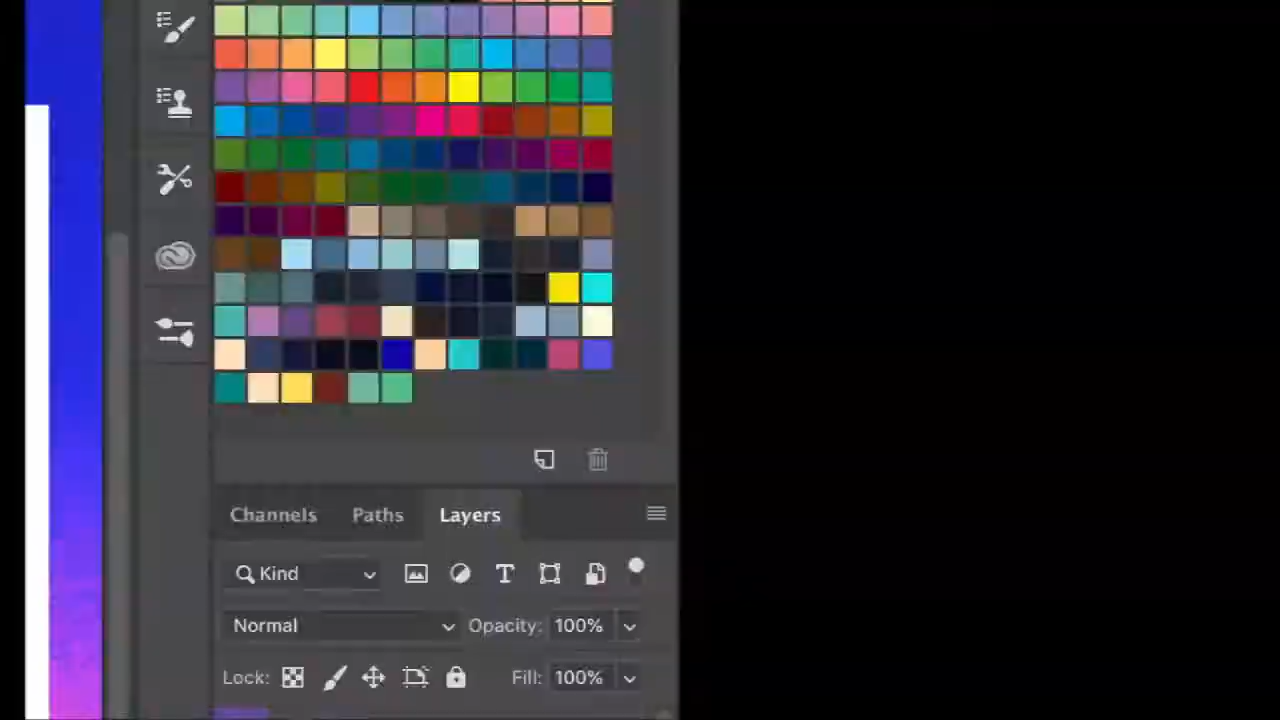 Channels Paths Layers
Kind
Normal Opacity: 100%
Lock: Fill: 100%